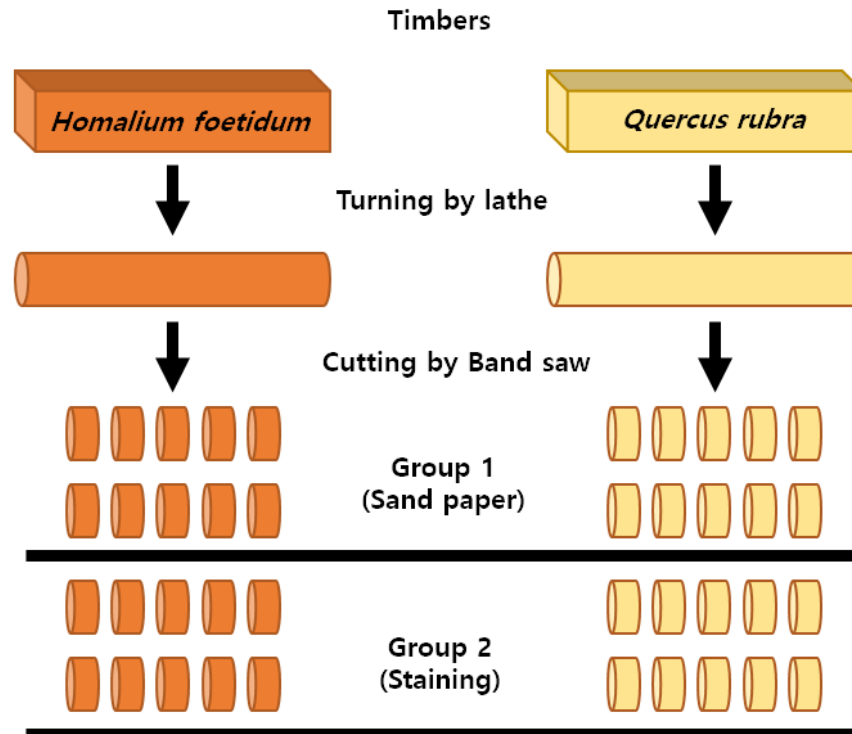 Timbers
Homalium foetidum
Quercus rubra
Turning by lathe
Cutting by Band saw
Group 1
(Sand paper)
Group 2
(Staining)